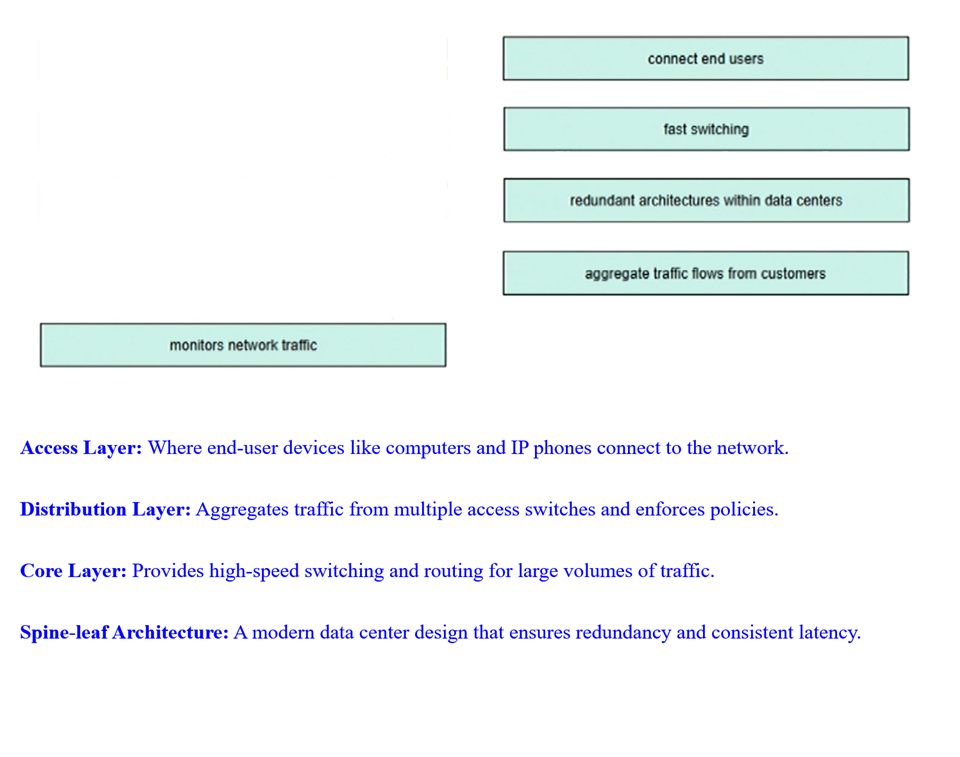 connect end users
fast switching
redundant architectures within data centers
aggregate traffic flows from customers
monitors network traffic
Access Layer: Where end-user devices like computers and IP phones connect to the network.
Distribution Layer: Aggregates traffic from multiple access switches and enforces policies.
Core Layer: Provides high-speed switching and routing for large volumes of traffic.
Spine-leaf Architecture: A modern data center design that ensures redundancy and consistent latency.